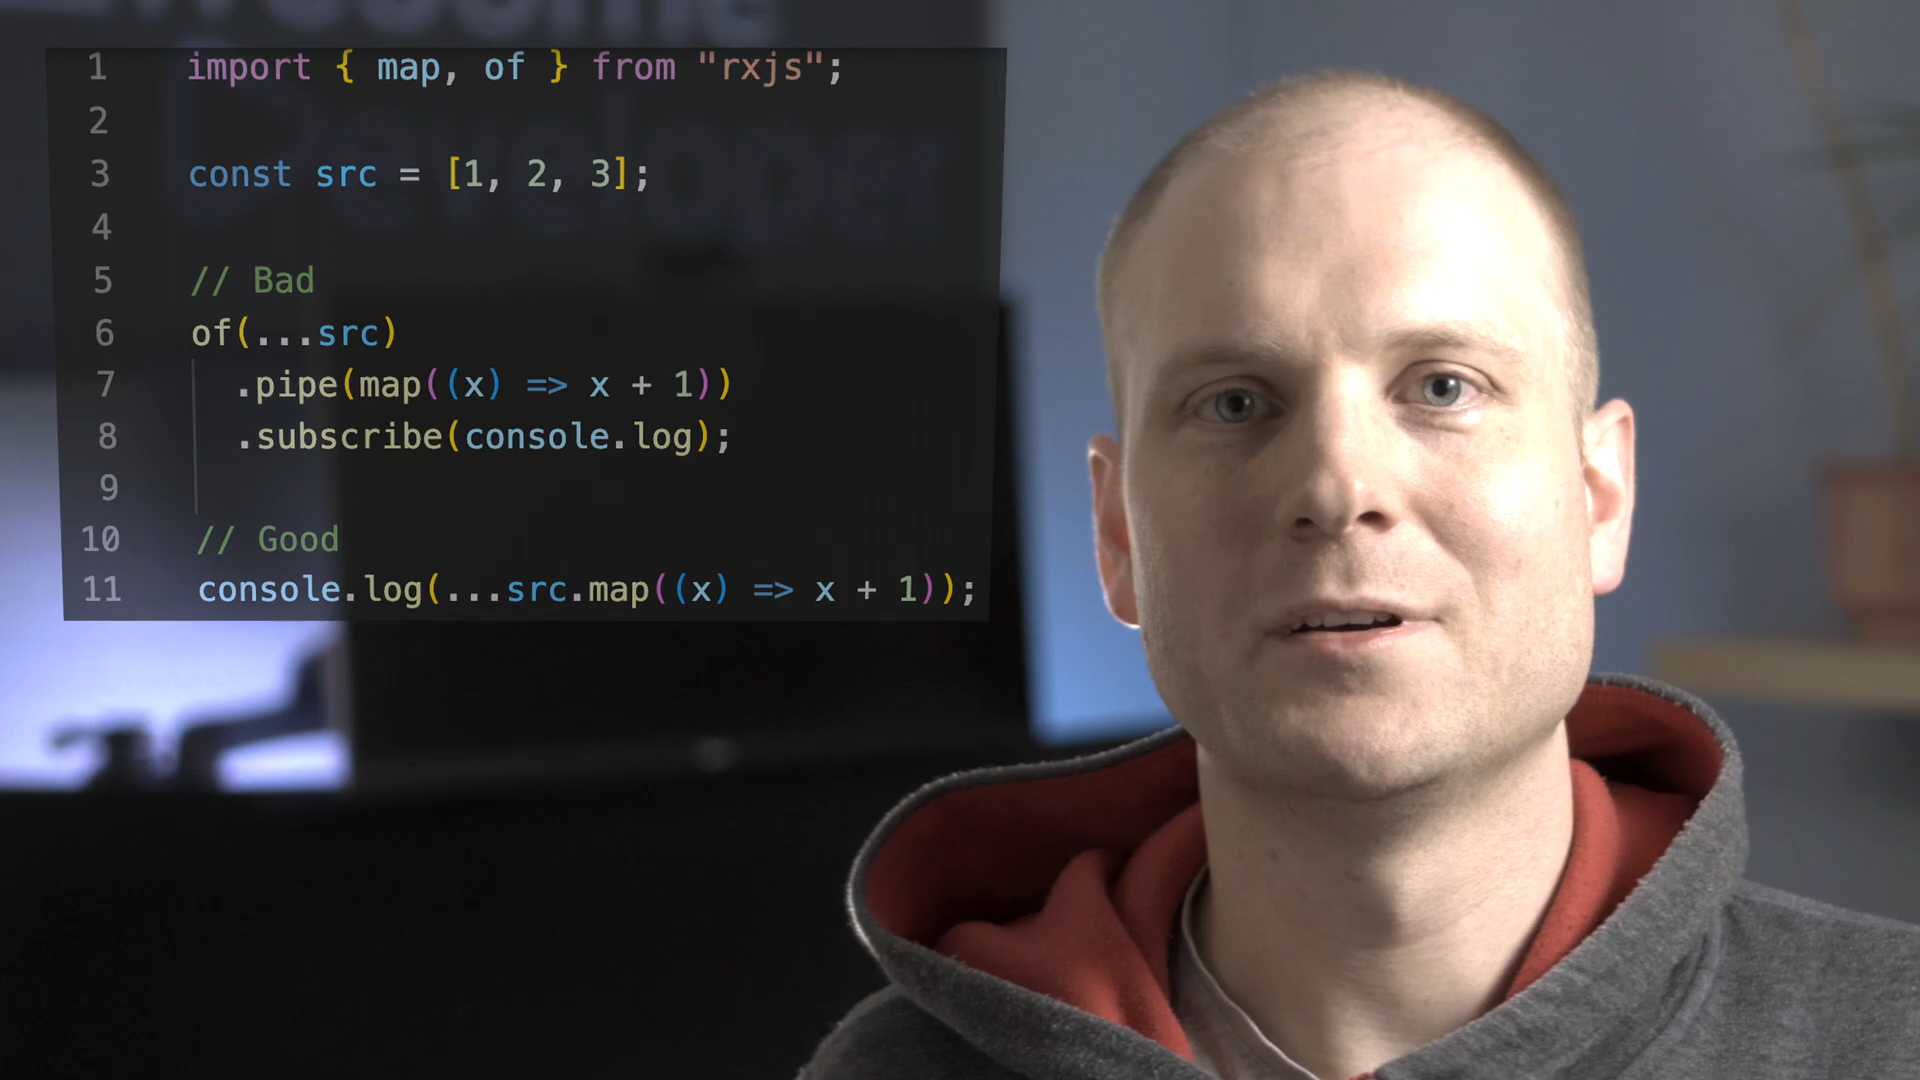 1 import { map, of } from "rxjs";
2
3 const src = [1, 2, 3];
4
5 // Bad
6 of(...src)
7 .pipe(map((x) => x + 1))
8 .subscribe(console.log);
9
10 // Good
11 console.log(...src.map((x) => x + 1));
Developer